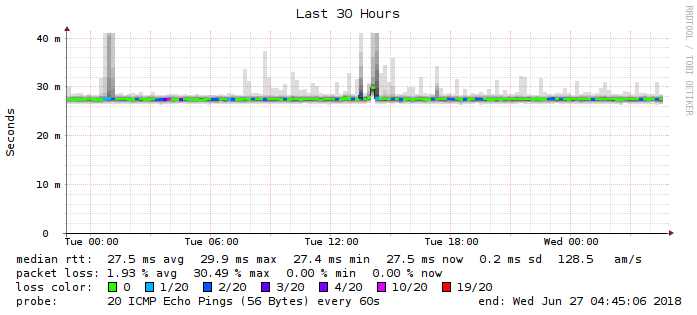 Last 30 Hours
RRDTOOL / TOBI OETIKER
Seconds
40 m
30 m
20 m
10 m
0
Tue 00:00 Tue 06:00 Tue 12:00 Tue 18:00 Wed 00:00
median rtt: 27.5 ms avg 29.9 ms max 27.4 ms min 27.5 ms now 0.2 ms sd 128.5 am/s
packet loss: 1.93 % avg 30.49 % max 0.00 % min 0.00 % now
loss color: 0 1/20 2/20 3/20 4/20 10/20 19/20
probe: 20 ICMP Echo Pings (56 Bytes) every 60s end: Wed Jun 27 04:45:06 2018